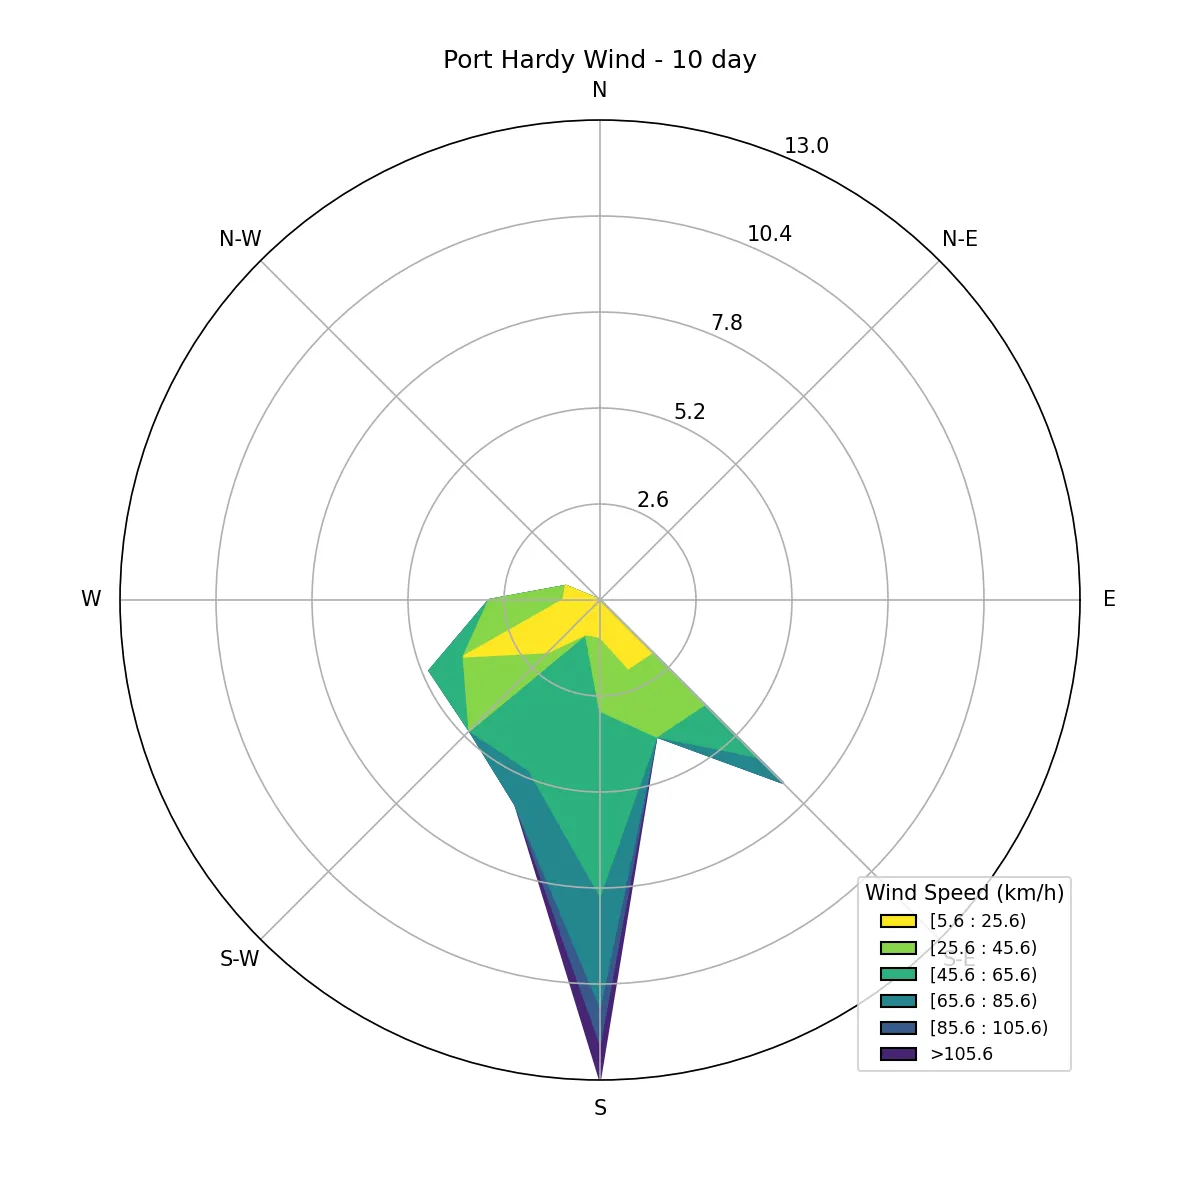 Port Hardy Wind - 10 day
N
13.0
N-W
N-E
10.4
7.8
5.2
2.6
W
E
Wind Speed (km/h)
[5.6 : 25.6)
[25.6 : 45.6)
S-W
S-E
[45.6 : 65.6)
[65.6 : 85.6)
[85.6 : 105.6)
>105.6
S